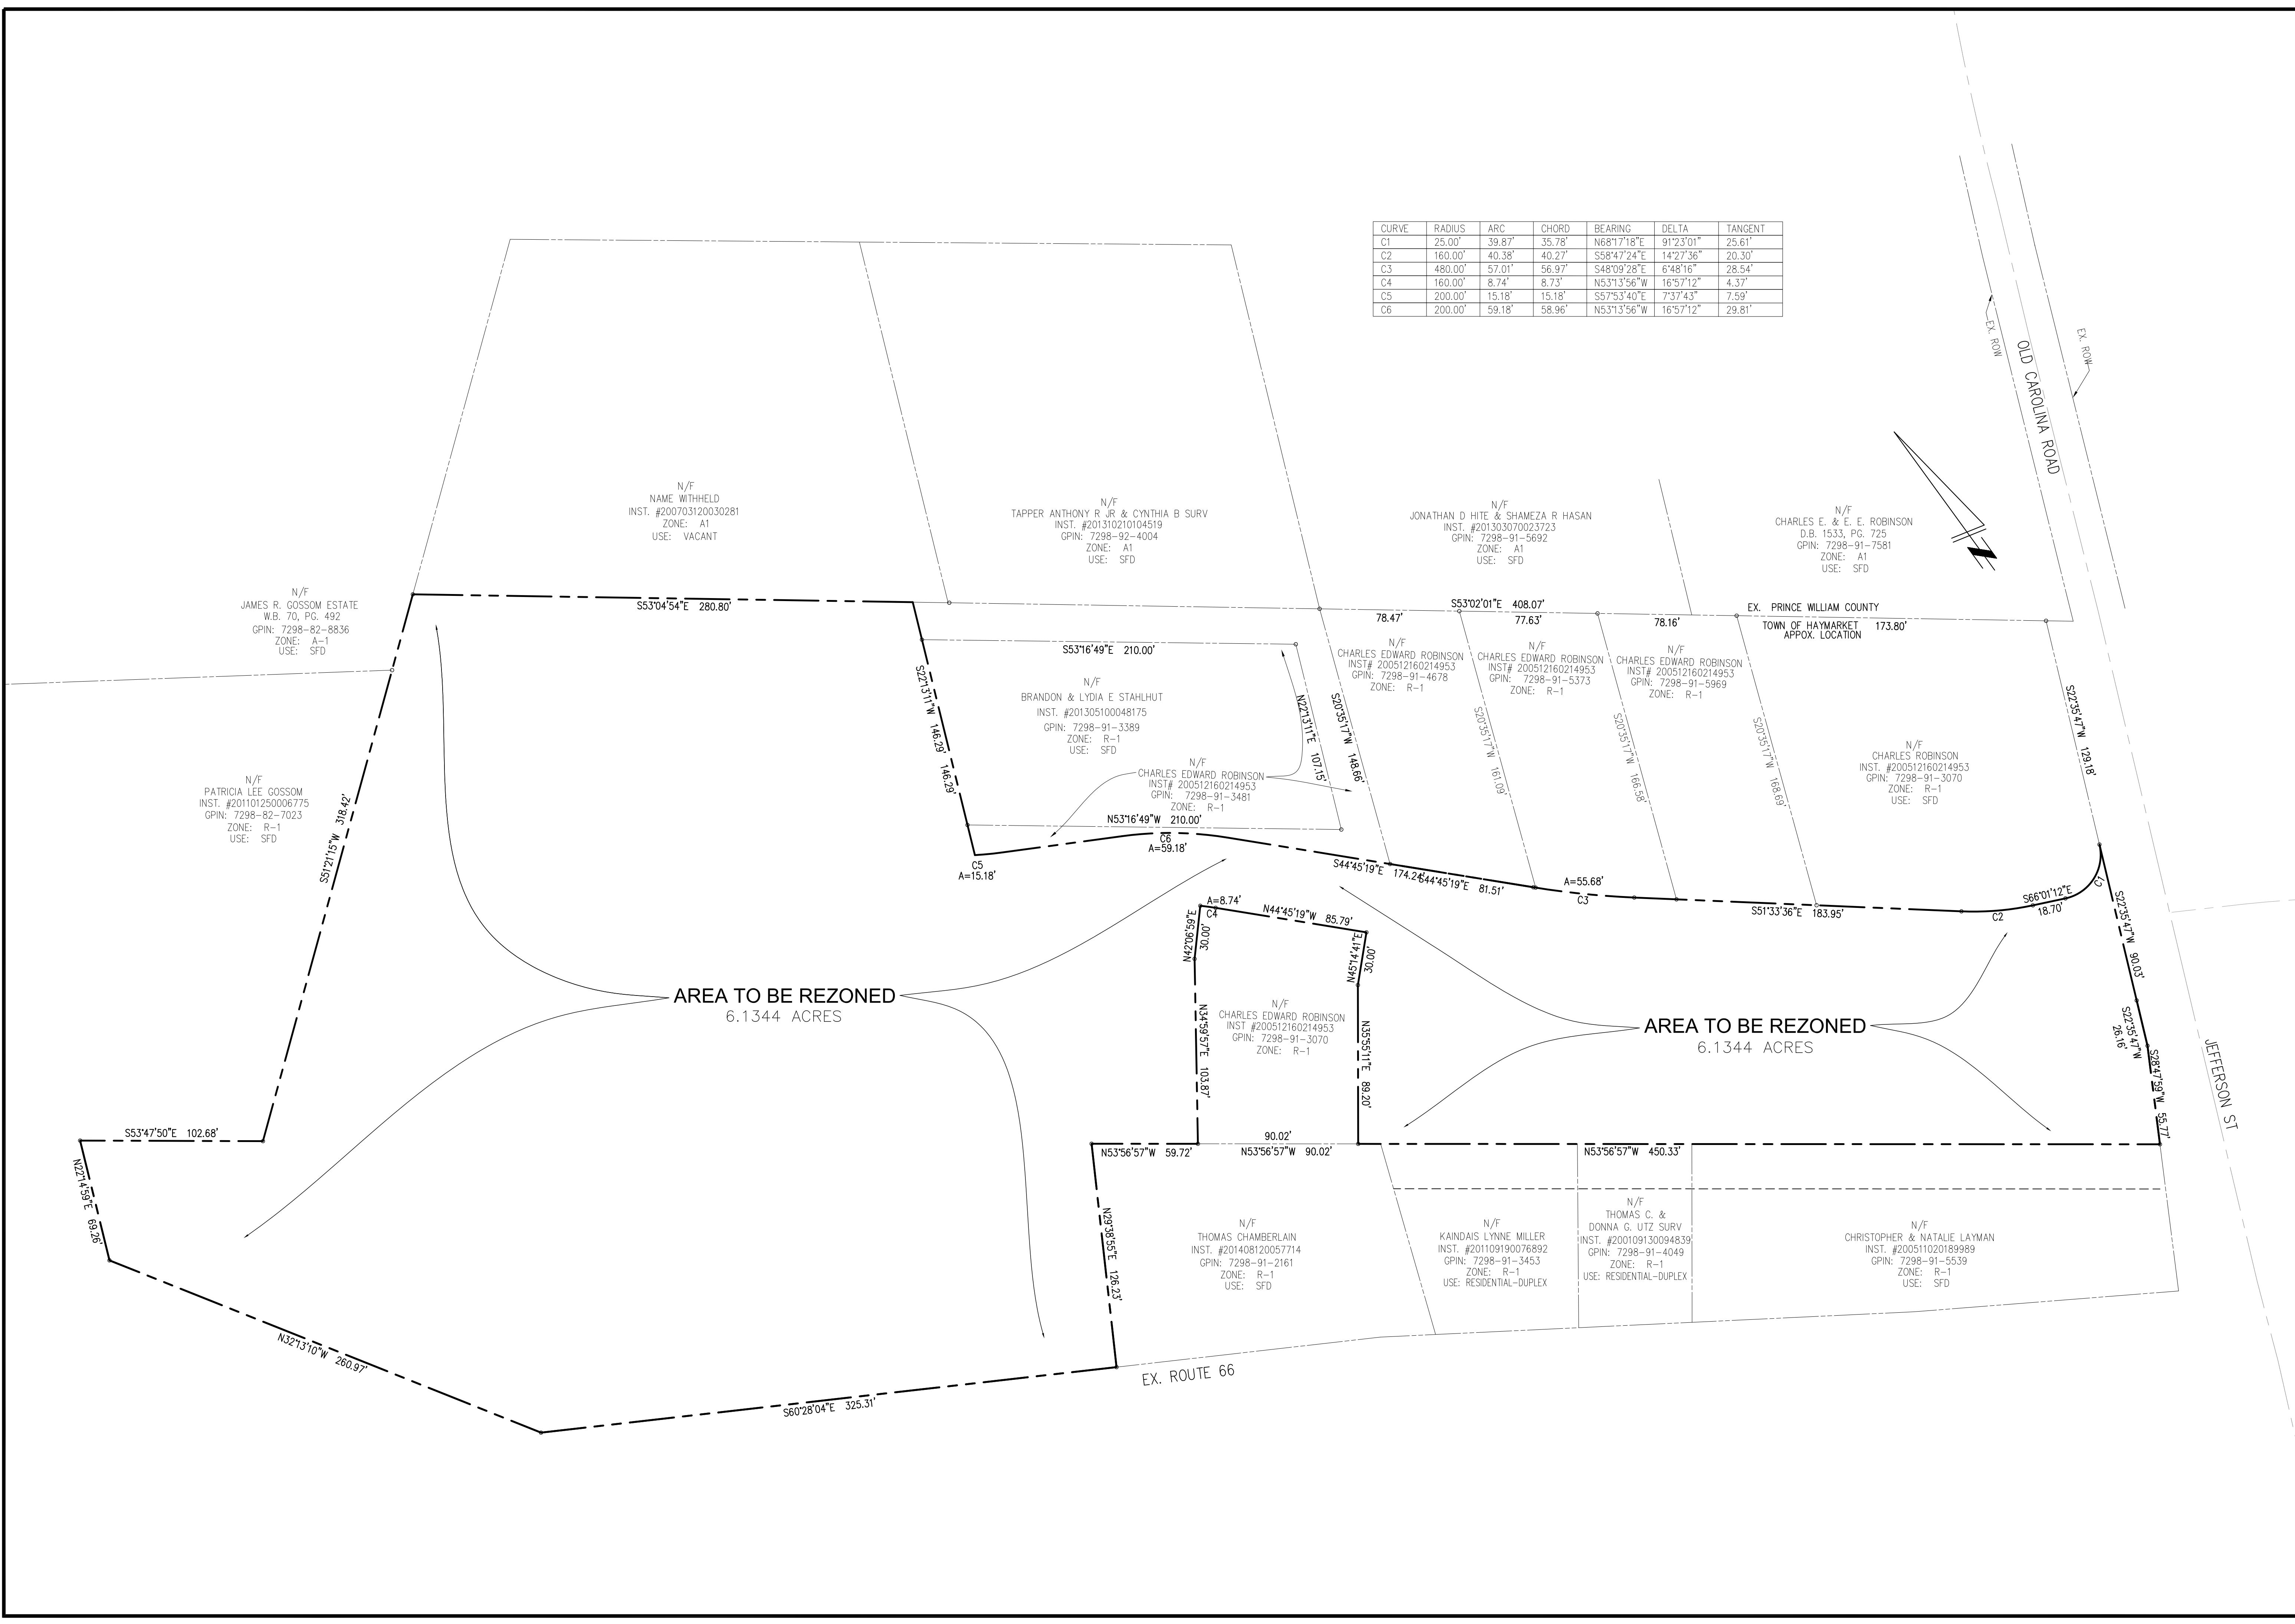 CURVE RADIUS ARC CHORD BEARING DELTA TANGENT
C1 25.00' 39.87' 35.78' N68°17'18"E 91°23'01" 25.61'
C2 160.00' 40.38' 40.27' S58°47'24"E 14°27'36" 20.30'
C3 480.00' 57.01' 56.97' S48°09'28"E 6°48'16" 28.54'
C4 160.00' 8.74' 8.73' N53°13'56"W 16°57'12" 4.37'
C5 200.00' 15.18' 15.18' S57°53'40"E 7°37'43" 7.59'
C6 200.00' 59.18' 58.96' N53°13'56"W 16°57'12" 29.81'
EX. ROW
EX. ROW
OLD CAROLINA ROAD
N/F
NAME WITHHELD
INST. #200703120030281
ZONE: A1
USE: VACANT
N/F
TAPPER ANTHONY R JR & CYNTHIA B SURV
INST. #201310210104519
GPIN: 7298-92-4004
ZONE: A1
USE: SFD
N/F
JONATHAN D HITE & SHAMEZA R HASAN
INST. #201303070023723
GPIN: 7298-91-5692
ZONE: A1
USE: SFD
N/F
CHARLES E. & E. E. ROBINSON
D.B. 1533, PG. 725
GPIN: 7298-91-7581
ZONE: A1
USE: SFD
N/F
JAMES R. GOSSOM ESTATE
W.B. 70, PG. 492
GPIN: 7298-82-8836
ZONE: A-1
USE: SFD
S53°04'54"E 280.80'
S53°02'01"E 408.07'
78.47'
77.63'
78.16'
EX. PRINCE WILLIAM COUNTY
TOWN OF HAYMARKET 173.80'
APPOX. LOCATION
S53°16'49"E 210.00'
N/F
BRANDON & LYDIA E STAHLHUT
INST. #201305100048175
GPIN: 7298-91-3389
ZONE: R-1
USE: SFD
S22°13'11"W 146.29' 146.29'
N22°13'11"E 107.15'
S20°35'17"W 148.66'
N/F
CHARLES EDWARD ROBINSON
INST# 200512160214953
GPIN: 7298-91-4678
ZONE: R-1
N/F
CHARLES EDWARD ROBINSON
INST# 200512160214953
GPIN: 7298-91-5373
ZONE: R-1
N/F
CHARLES EDWARD ROBINSON
INST# 200512160214953
GPIN: 7298-91-5969
ZONE: R-1
S20°35'17"W 161.09'
S20°35'17"W 166.58'
S20°35'17"W 168.69'
S22°35'47"W 129.18'
N/F
CHARLES ROBINSON
INST. #200512160214953
GPIN: 7298-91-3070
ZONE: R-1
USE: SFD
N/F
CHARLES EDWARD ROBINSON
INST# 200512160214953
GPIN: 7298-91-3481
ZONE: R-1
N53°16'49"W 210.00'
N/F
PATRICIA LEE GOSSOM
INST. #201101250006775
GPIN: 7298-82-7023
ZONE: R-1
USE: SFD
S51°21'15"W 318.42'
C6
A=59.18'
C5
A=15.18'
S44°45'19"E 174.24'
S44°45'19"E 81.51'
A=55.68'
C3
S51°33'36"E 183.95'
C2
S66°01'12"E
18.70'
C1
S22°35'47"W 90.03'
S22°35'47"W
26.16'
S28°47'59"W 55.77'
A=8.74'
C4
N44°45'19"W 85.79'
N42°06'59"E
30.00'
N45°14'41"E
30.00'
AREA TO BE REZONED
6.1344 ACRES
N34°59'57"E 103.87'
N/F
CHARLES EDWARD ROBINSON
INST #200512160214953
GPIN: 7298-91-3070
ZONE: R-1
N35°55'11"E 89.20'
AREA TO BE REZONED
6.1344 ACRES
JEFFERSON ST
S53°47'50"E 102.68'
N22°14'59"E 69.26'
90.02'
N53°56'57"W 59.72'
N53°56'57"W 90.02'
N53°56'57"W 450.33'
N29°38'55"E 126.23'
N/F
THOMAS CHAMBERLAIN
INST. #201408120057714
GPIN: 7298-91-2161
ZONE: R-1
USE: SFD
N/F
KAINDAIS LYNNE MILLER
INST. #201109190076892
GPIN: 7298-91-3453
ZONE: R-1
USE: RESIDENTIAL-DUPLEX
N/F
THOMAS C. &
DONNA G. UTZ SURV
INST. #200109130094839
GPIN: 7298-91-4049
ZONE: R-1
USE: RESIDENTIAL-DUPLEX
N/F
CHRISTOPHER & NATALIE LAYMAN
INST. #200511020189989
GPIN: 7298-91-5539
ZONE: R-1
USE: SFD
N32°13'10"W 260.97'
S60°28'04"E 325.31'
EX. ROUTE 66